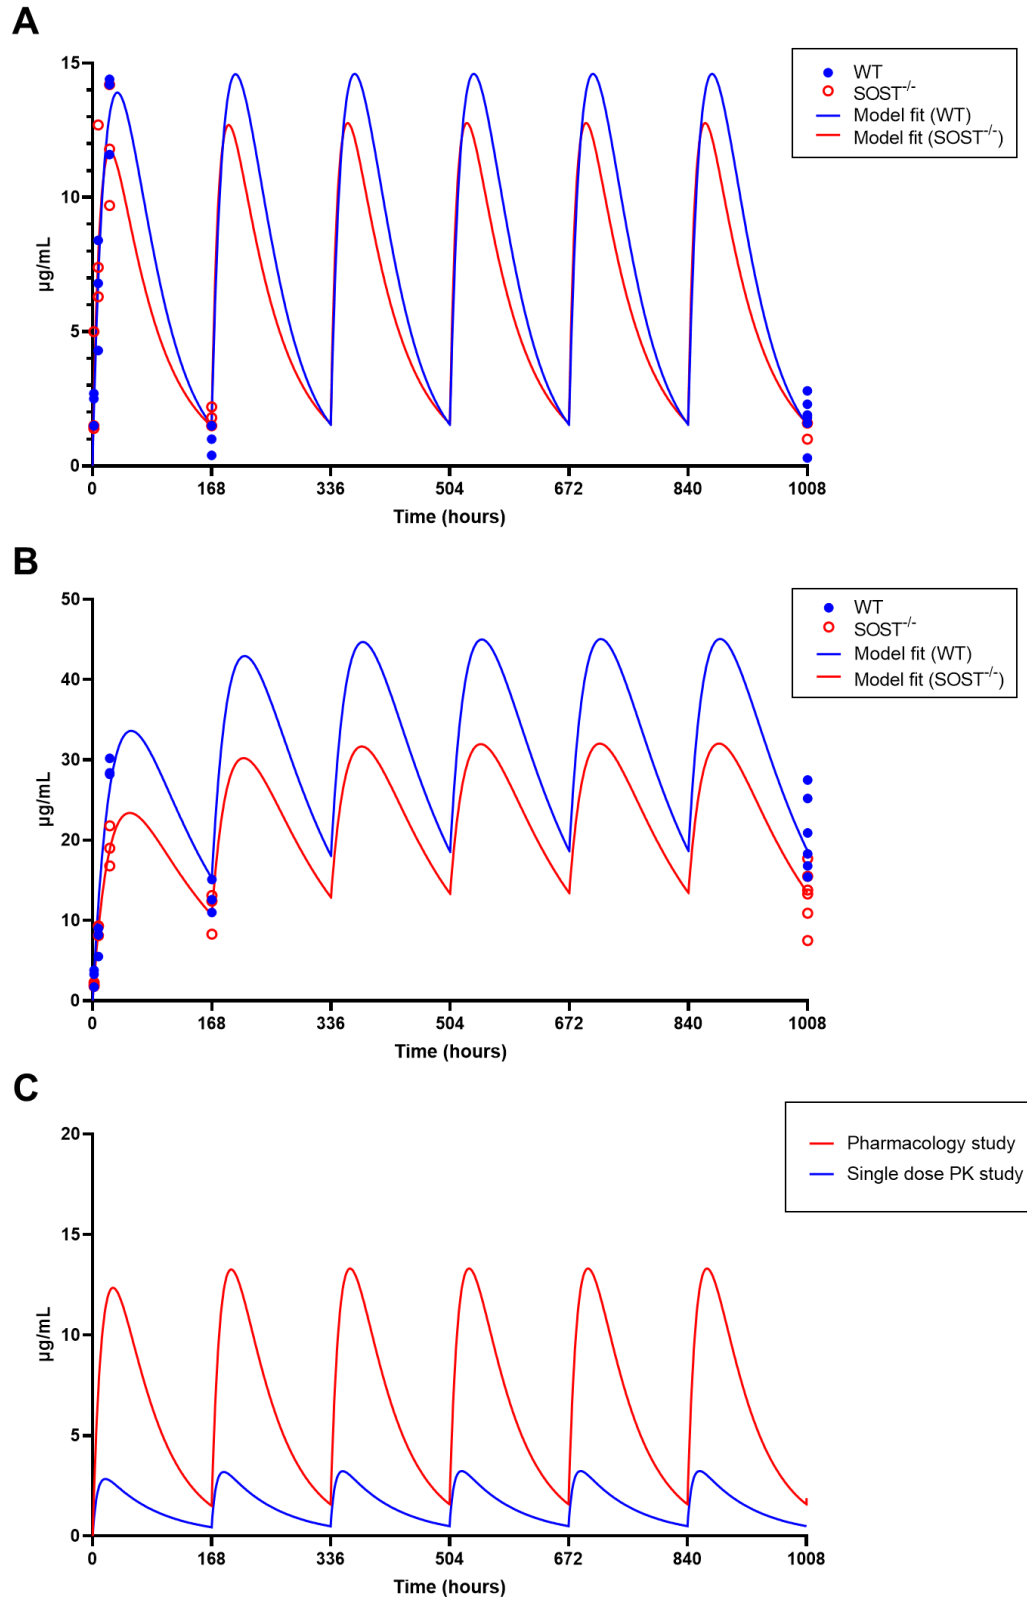 A
15
10
5
0
µg/mL
0 168 336 504 672 840 1008
Time (hours)
WT
SOST-/-
Model fit (WT)
Model fit (SOST-/-)
B
50
40
30
20
10
0
µg/mL
0 168 336 504 672 840 1008
Time (hours)
WT
SOST-/-
Model fit (WT)
Model fit (SOST-/-)
C
20
15
10
5
0
µg/mL
0 168 336 504 672 840 1008
Time (hours)
Pharmacology study
Single dose PK study